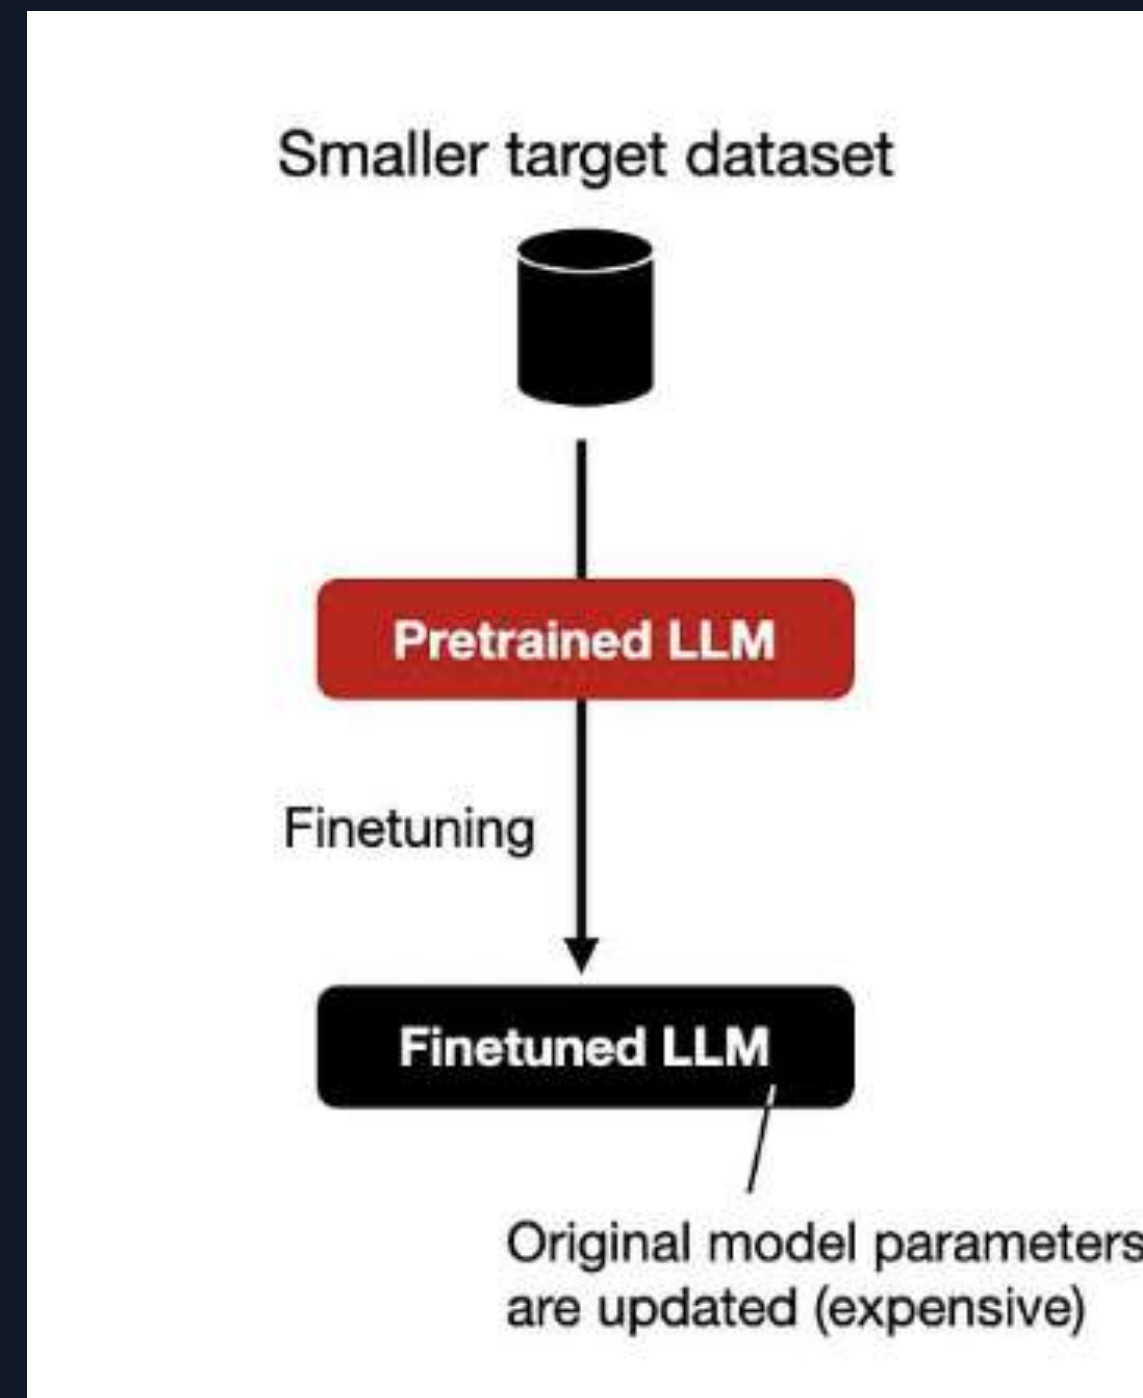 Smaller target dataset
Pretrained LLM
Finetuning
Finetuned LLM
Original model parameters
are updated (expensive)